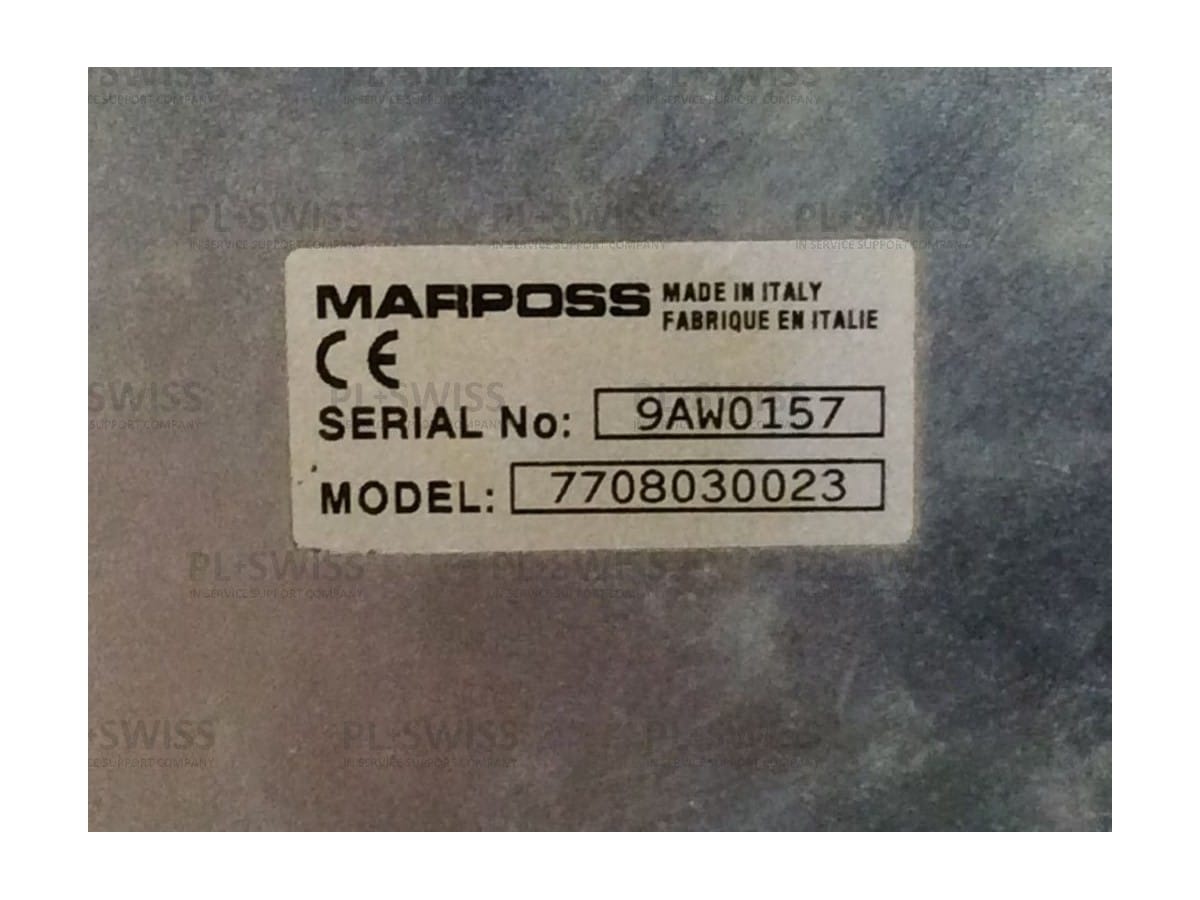 MARPOSS MADE IN ITALY
FABRIQUE EN ITALIE
CE
SERIAL No: 9AW0157
MODEL: 7708030023
PL+SWISS
IN SERVICE SUPPORT COMPANY